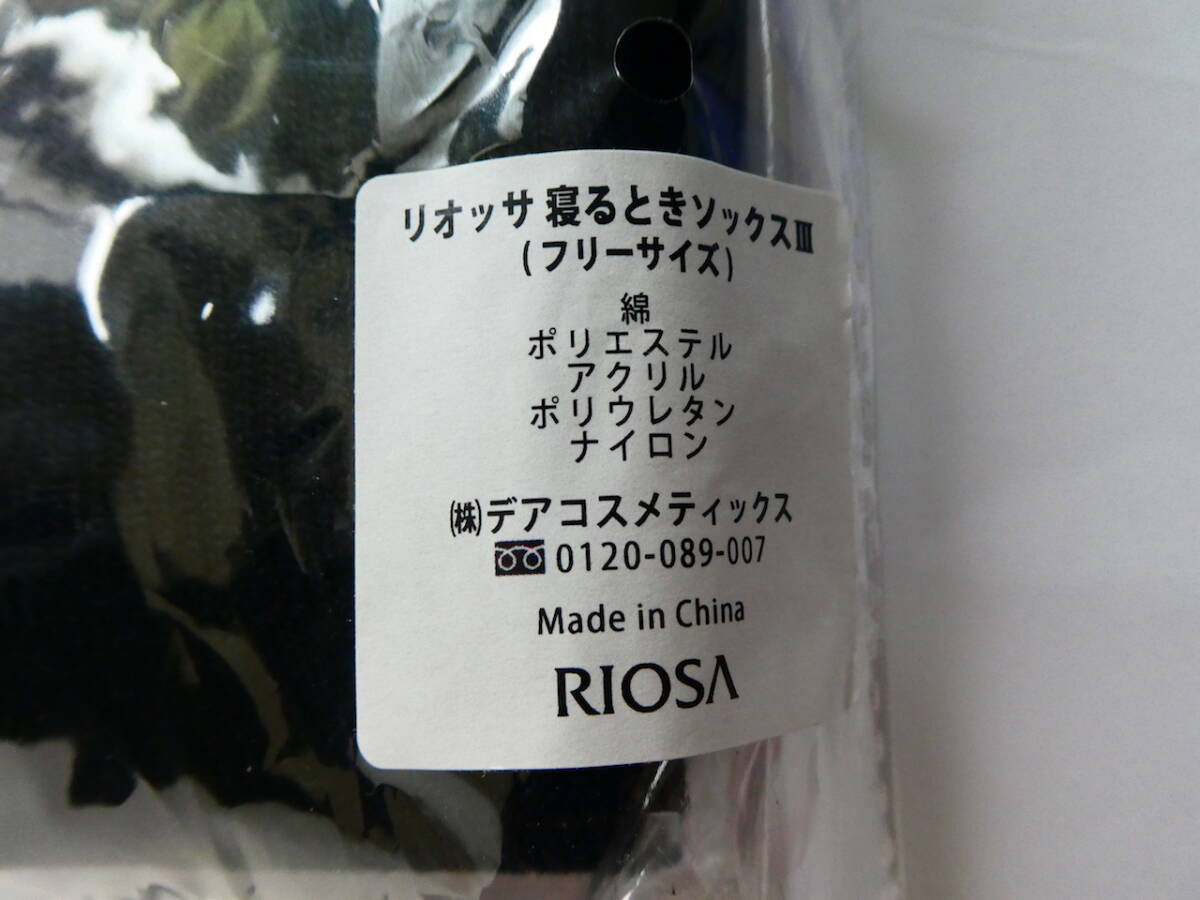 リオッサ 寝るときソックスⅢ
(フリーサイズ)
綿
ポリエステル
アクリル
ポリウレタン
ナイロン
㈱デアコスメティックス
0120-089-007
Made in China
RIOSA